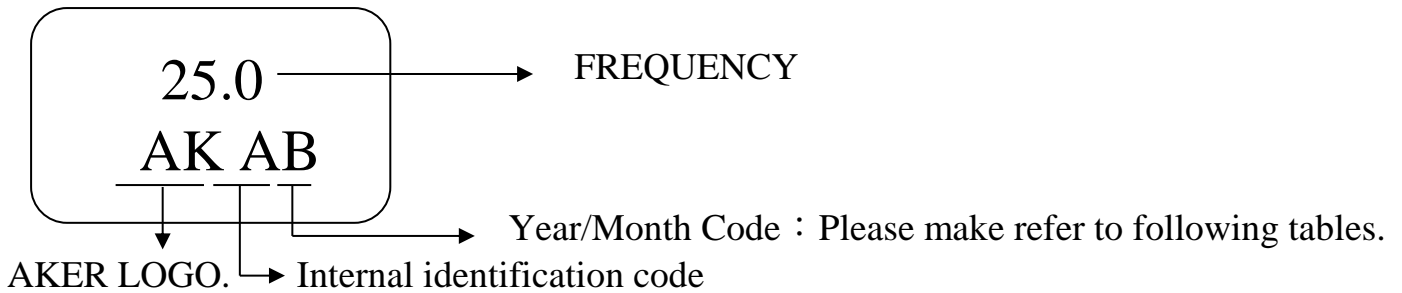 25.0
FREQUENCY
AK AB
Year/Month Code：Please make refer to following tables.
AKER LOGO.
Internal identification code